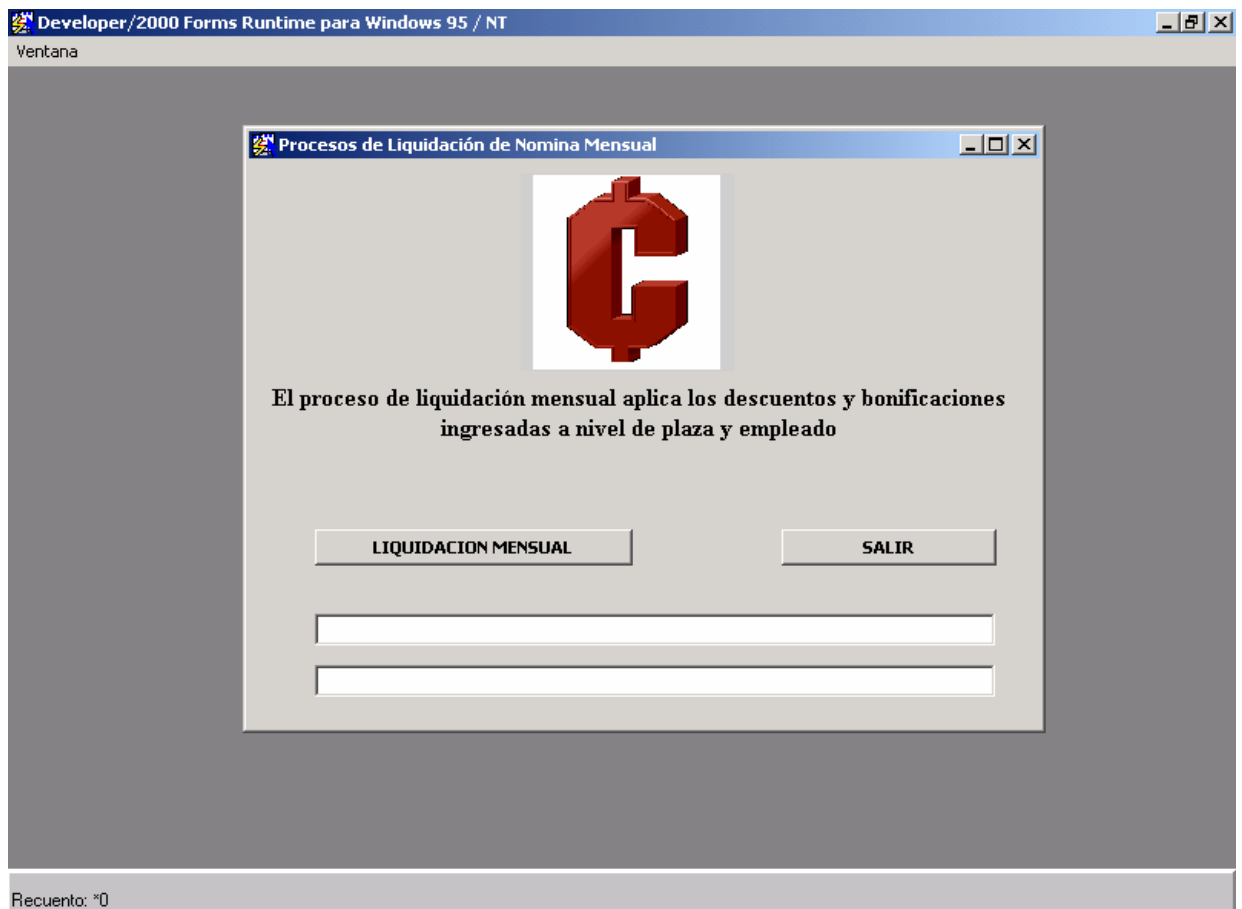 Developer/2000 Forms Runtime para Windows 95 / NT
Ventana
Procesos de Liquidación de Nomina Mensual
El proceso de liquidación mensual aplica los descuentos y bonificaciones
ingresadas a nivel de plaza y empleado
LIQUIDACION MENSUAL
SALIR
Recuento: *0